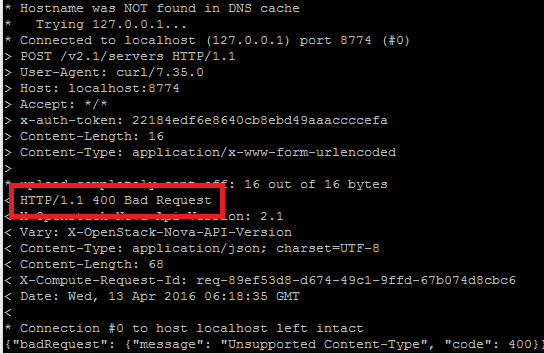 * Hostname was NOT found in DNS cache
*   Trying 127.0.0.1...
* Connected to localhost (127.0.0.1) port 8774 (#0)
> POST /v2.1/servers HTTP/1.1
> User-Agent: curl/7.35.0
> Host: localhost:8774
> Accept: */*
> x-auth-token: 22184edf6e8640cb8ebd49aaaccccefa
> Content-Length: 16
> Content-Type: application/x-www-form-urlencoded
>
* upload completely sent off: 16 out of 16 bytes
< HTTP/1.1 400 Bad Request
< X-Openstack-Nova-Api-Version: 2.1
< Vary: X-OpenStack-Nova-API-Version
< Content-Type: application/json; charset=UTF-8
< Content-Length: 68
< X-Compute-Request-Id: req-89ef53d8-d674-49c1-9ffd-67b074d8cbc6
< Date: Wed, 13 Apr 2016 06:18:35 GMT
<
* Connection #0 to host localhost left intact
{"badRequest": {"message": "Unsupported Content-Type", "code": 400}}